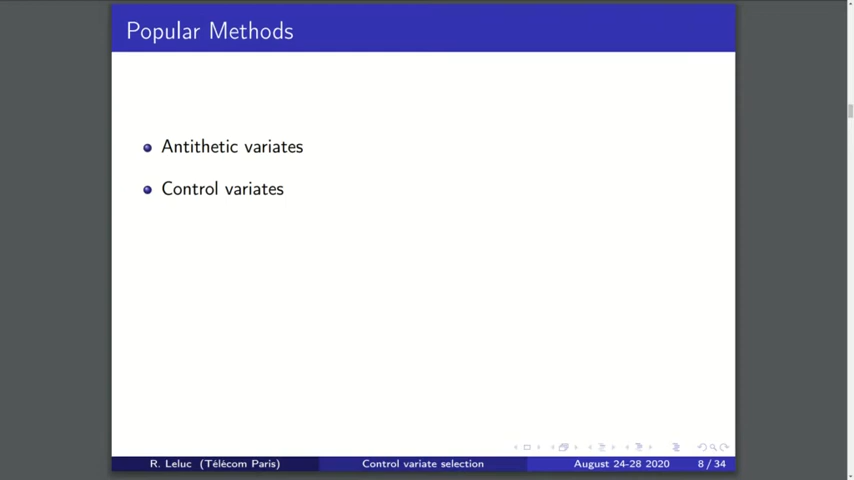 Popular Methods
Antithetic variates
Control variates
R. Leluc (Télécom Paris)
Control variate selection
August 24-28 2020
8 / 34